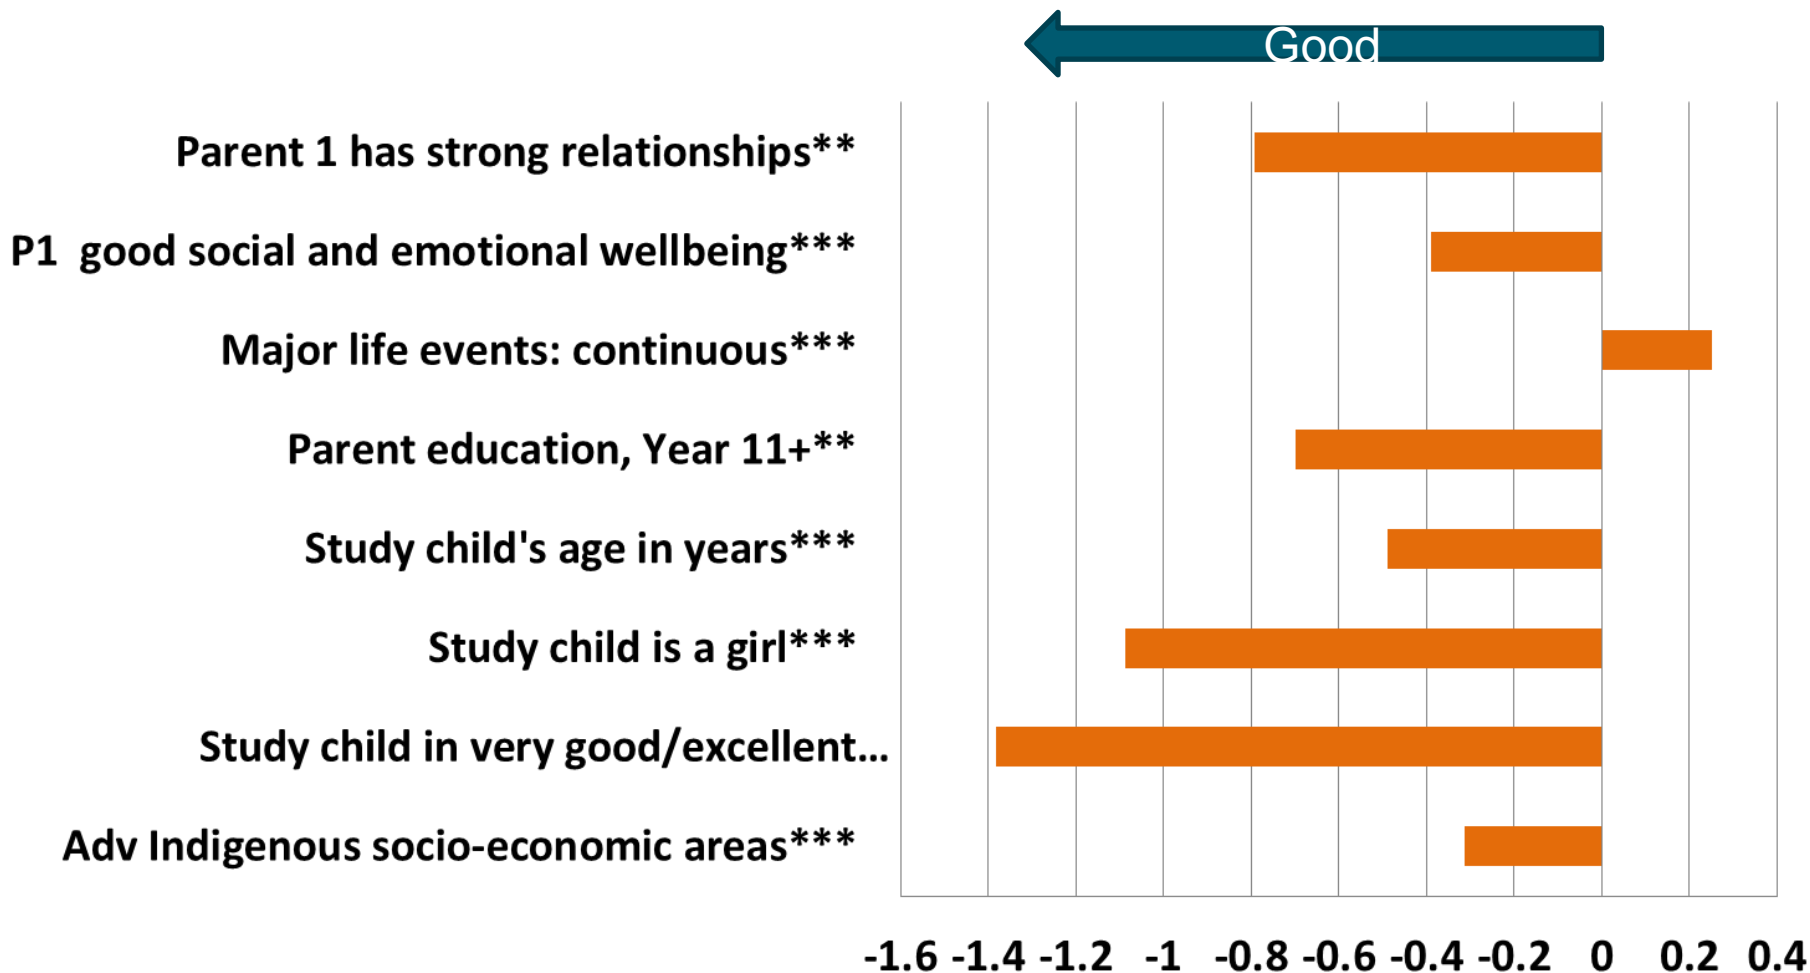 Good
Parent 1 has strong relationships**
P1  good social and emotional wellbeing***
Major life events: continuous***
Parent education, Year 11+**
Study child's age in years***
Study child is a girl***
Study child in very good/excellent…
Adv Indigenous socio-economic areas***
-1.6 -1.4 -1.2 -1 -0.8 -0.6 -0.4 -0.2 0 0.2 0.4